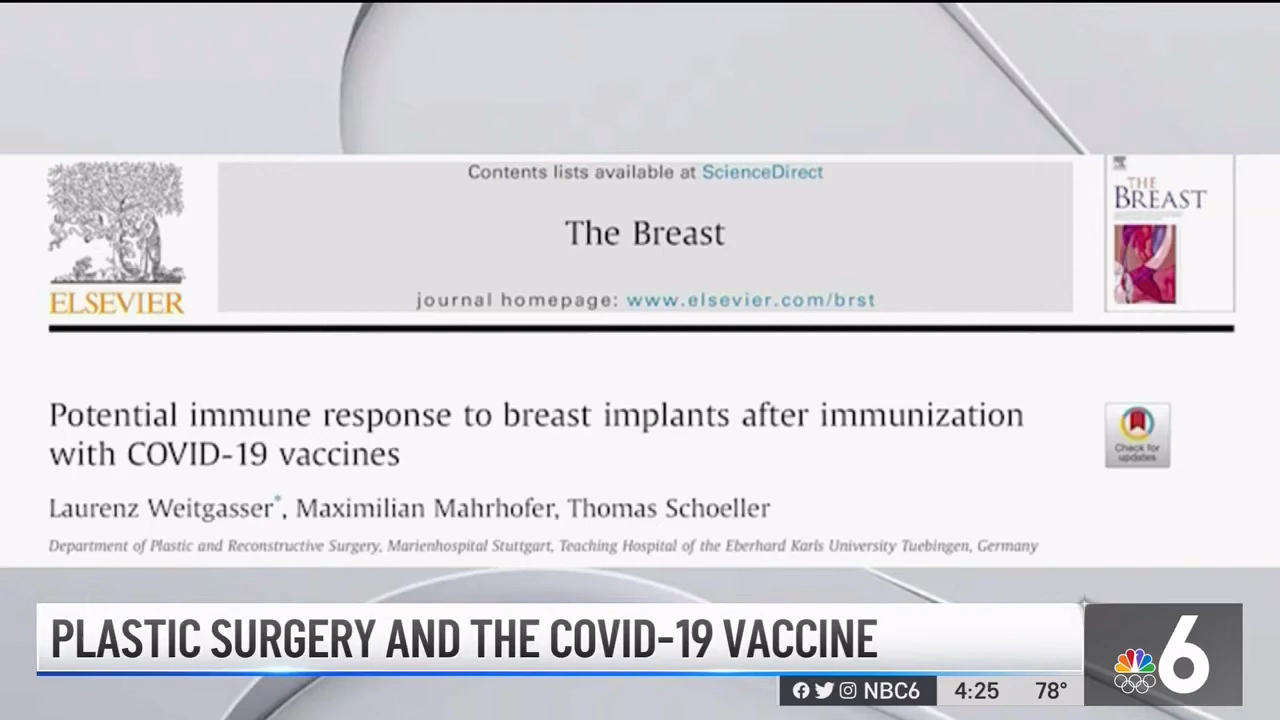 Contents lists available at ScienceDirect
The Breast
journal homepage: www.elsevier.com/brst
ELSEVIER
THE
BREAST
Potential immune response to breast implants after immunization
with COVID-19 vaccines
Check for
updates
Laurenz Weitgasser*, Maximilian Mahrhofer, Thomas Schoeller
Department of Plastic and Reconstructive Surgery, Marienhospital Stuttgart, Teaching Hospital of the Eberhard Karls University Tuebingen, Germany
PLASTIC SURGERY AND THE COVID-19 VACCINE
6
NBC6 4:25 78°